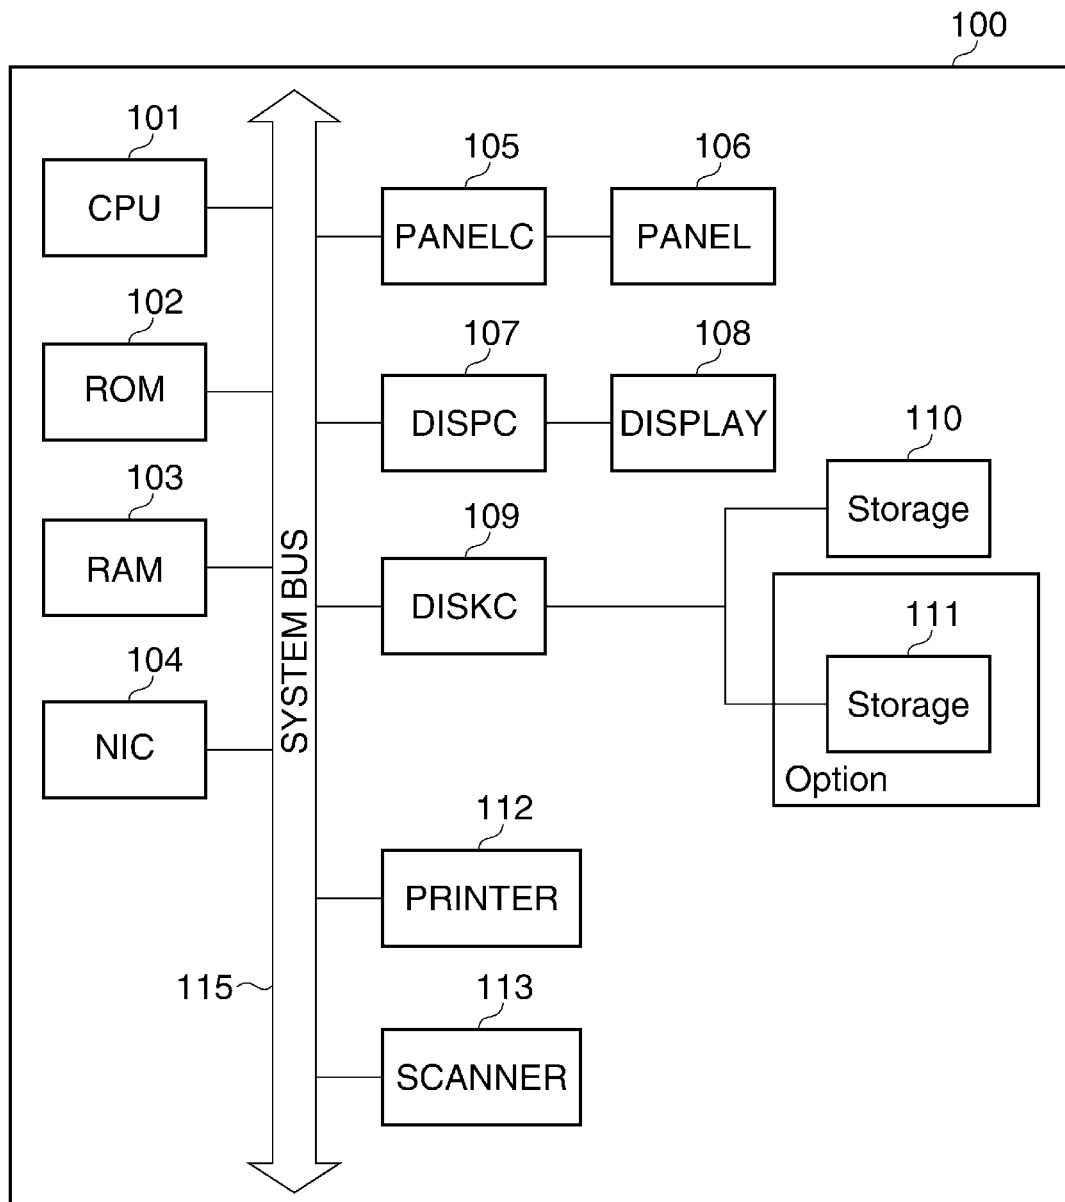 100
101
CPU
102
ROM
103
RAM
104
NIC
SYSTEM BUS
115
105
PANELC
106
PANEL
107
DISPC
108
DISPLAY
109
DISKC
110
Storage
111
Storage
Option
112
PRINTER
113
SCANNER